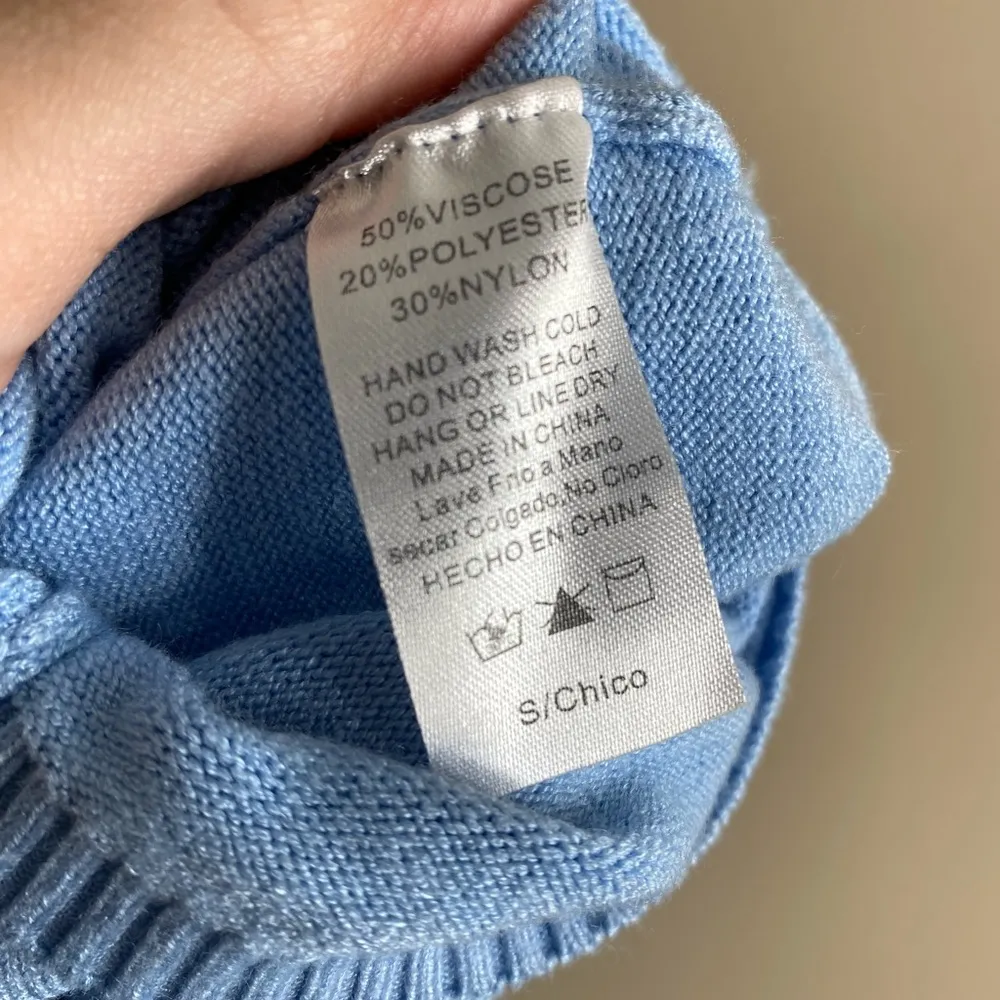 50%VISCOSE
20%POLYESTER
30%NYLON
HAND WASH COLD
DO NOT BLEACH
HANG OR LINE DRY
MADE IN CHINA
Lave Frio a Mano
secar Colgado.No Cloro
HECHO EN CHINA
S/Chico